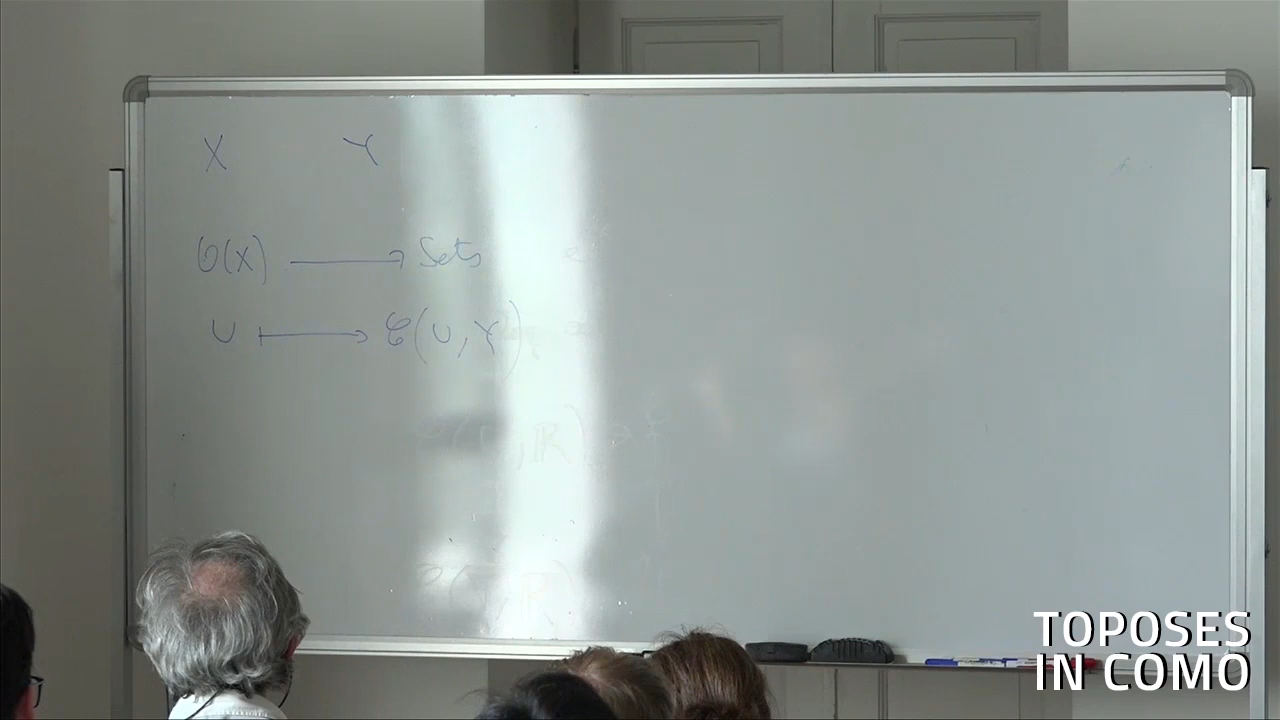 X Y
O(X) ⟶ Sets
U ⟼ 𝒞(U, Y)
TOPOSES
IN COMO